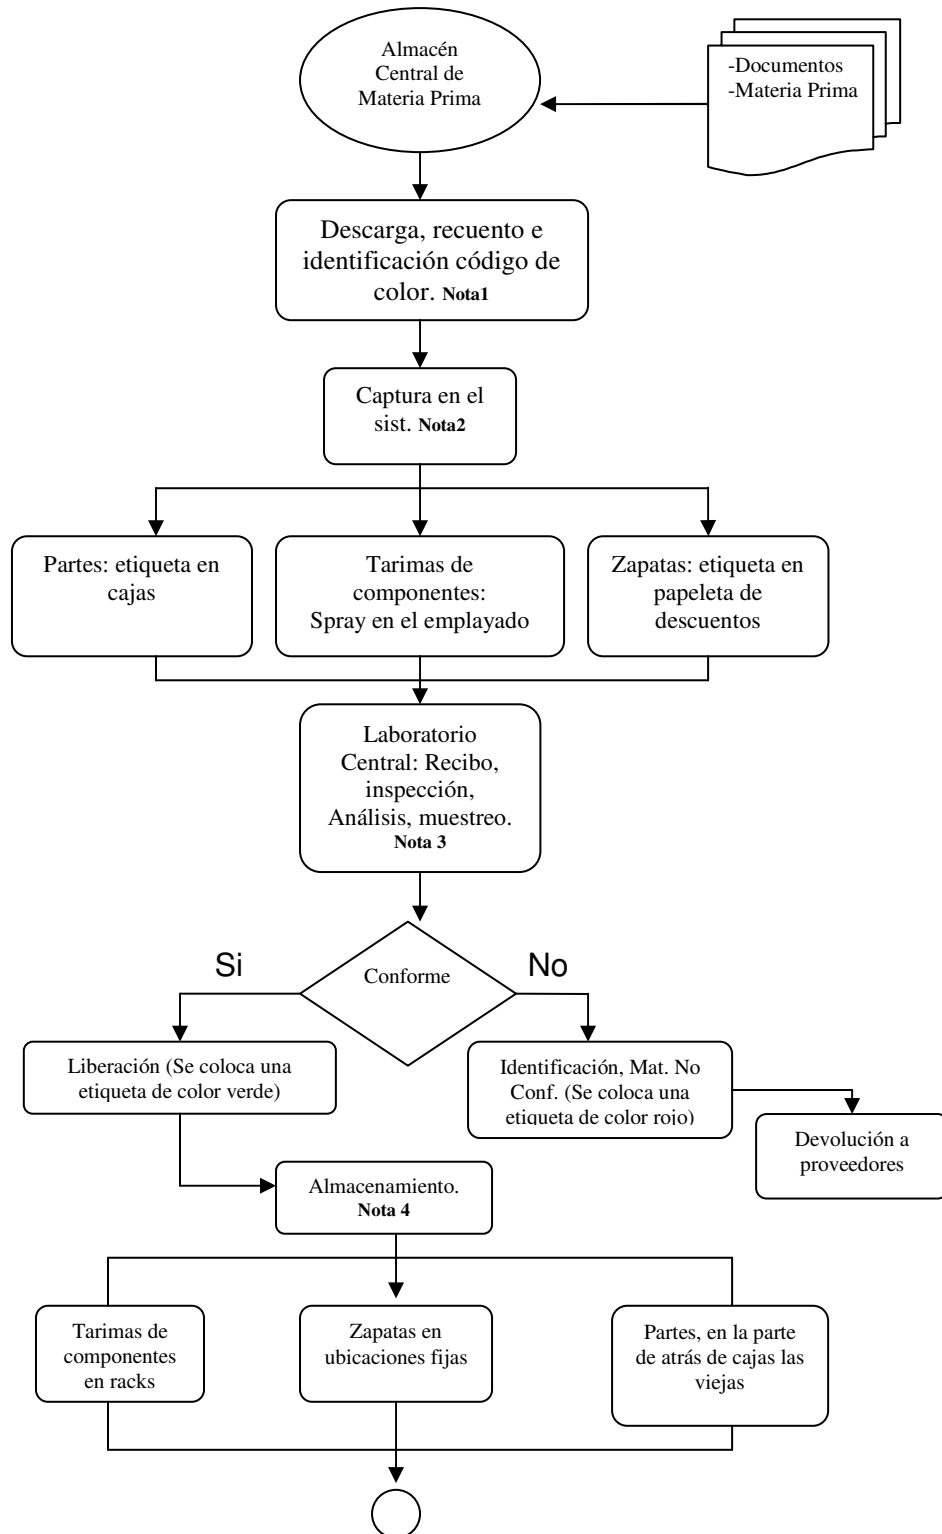 Almacén
Central de
Materia Prima
-Documentos
-Materia Prima
Descarga, recuento e
identificación código de
color. Nota1
Captura en el
sist. Nota2
Partes: etiqueta en
cajas
Tarimas de
componentes:
Spray en el emplayado
Zapatas: etiqueta en
papeleta de
descuentos
Laboratorio
Central: Recibo,
inspección,
Análisis, muestreo.
Nota 3
Conforme
Si
No
Liberación (Se coloca una
etiqueta de color verde)
Identificación, Mat. No
Conf. (Se coloca una
etiqueta de color rojo)
Devolución a
proveedores
Almacenamiento.
Nota 4
Tarimas de
componentes
en racks
Zapatas en
ubicaciones fijas
Partes, en la parte
de atrás de cajas las
viejas